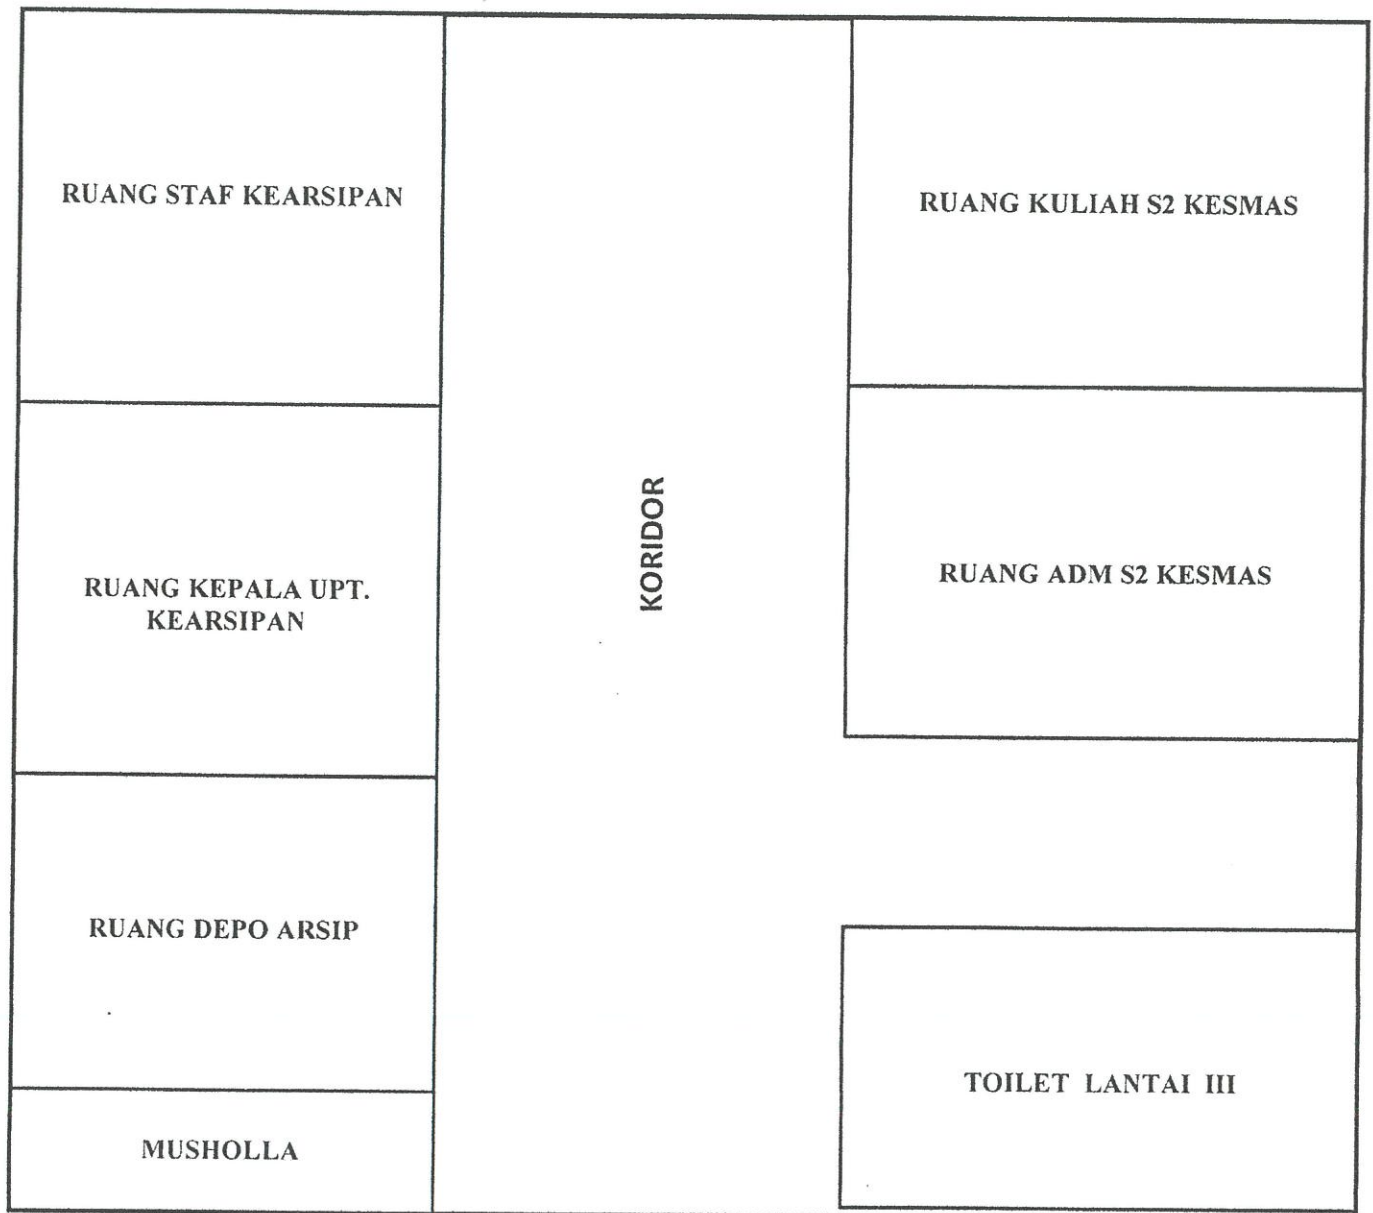 RUANG STAF KEARSIPAN
RUANG KULIAH S2 KESMAS
KORIDOR
RUANG KEPALA UPT.
KEARSIPAN
RUANG ADM S2 KESMAS
RUANG DEPO ARSIP
TOILET LANTAI III
MUSHOLLA